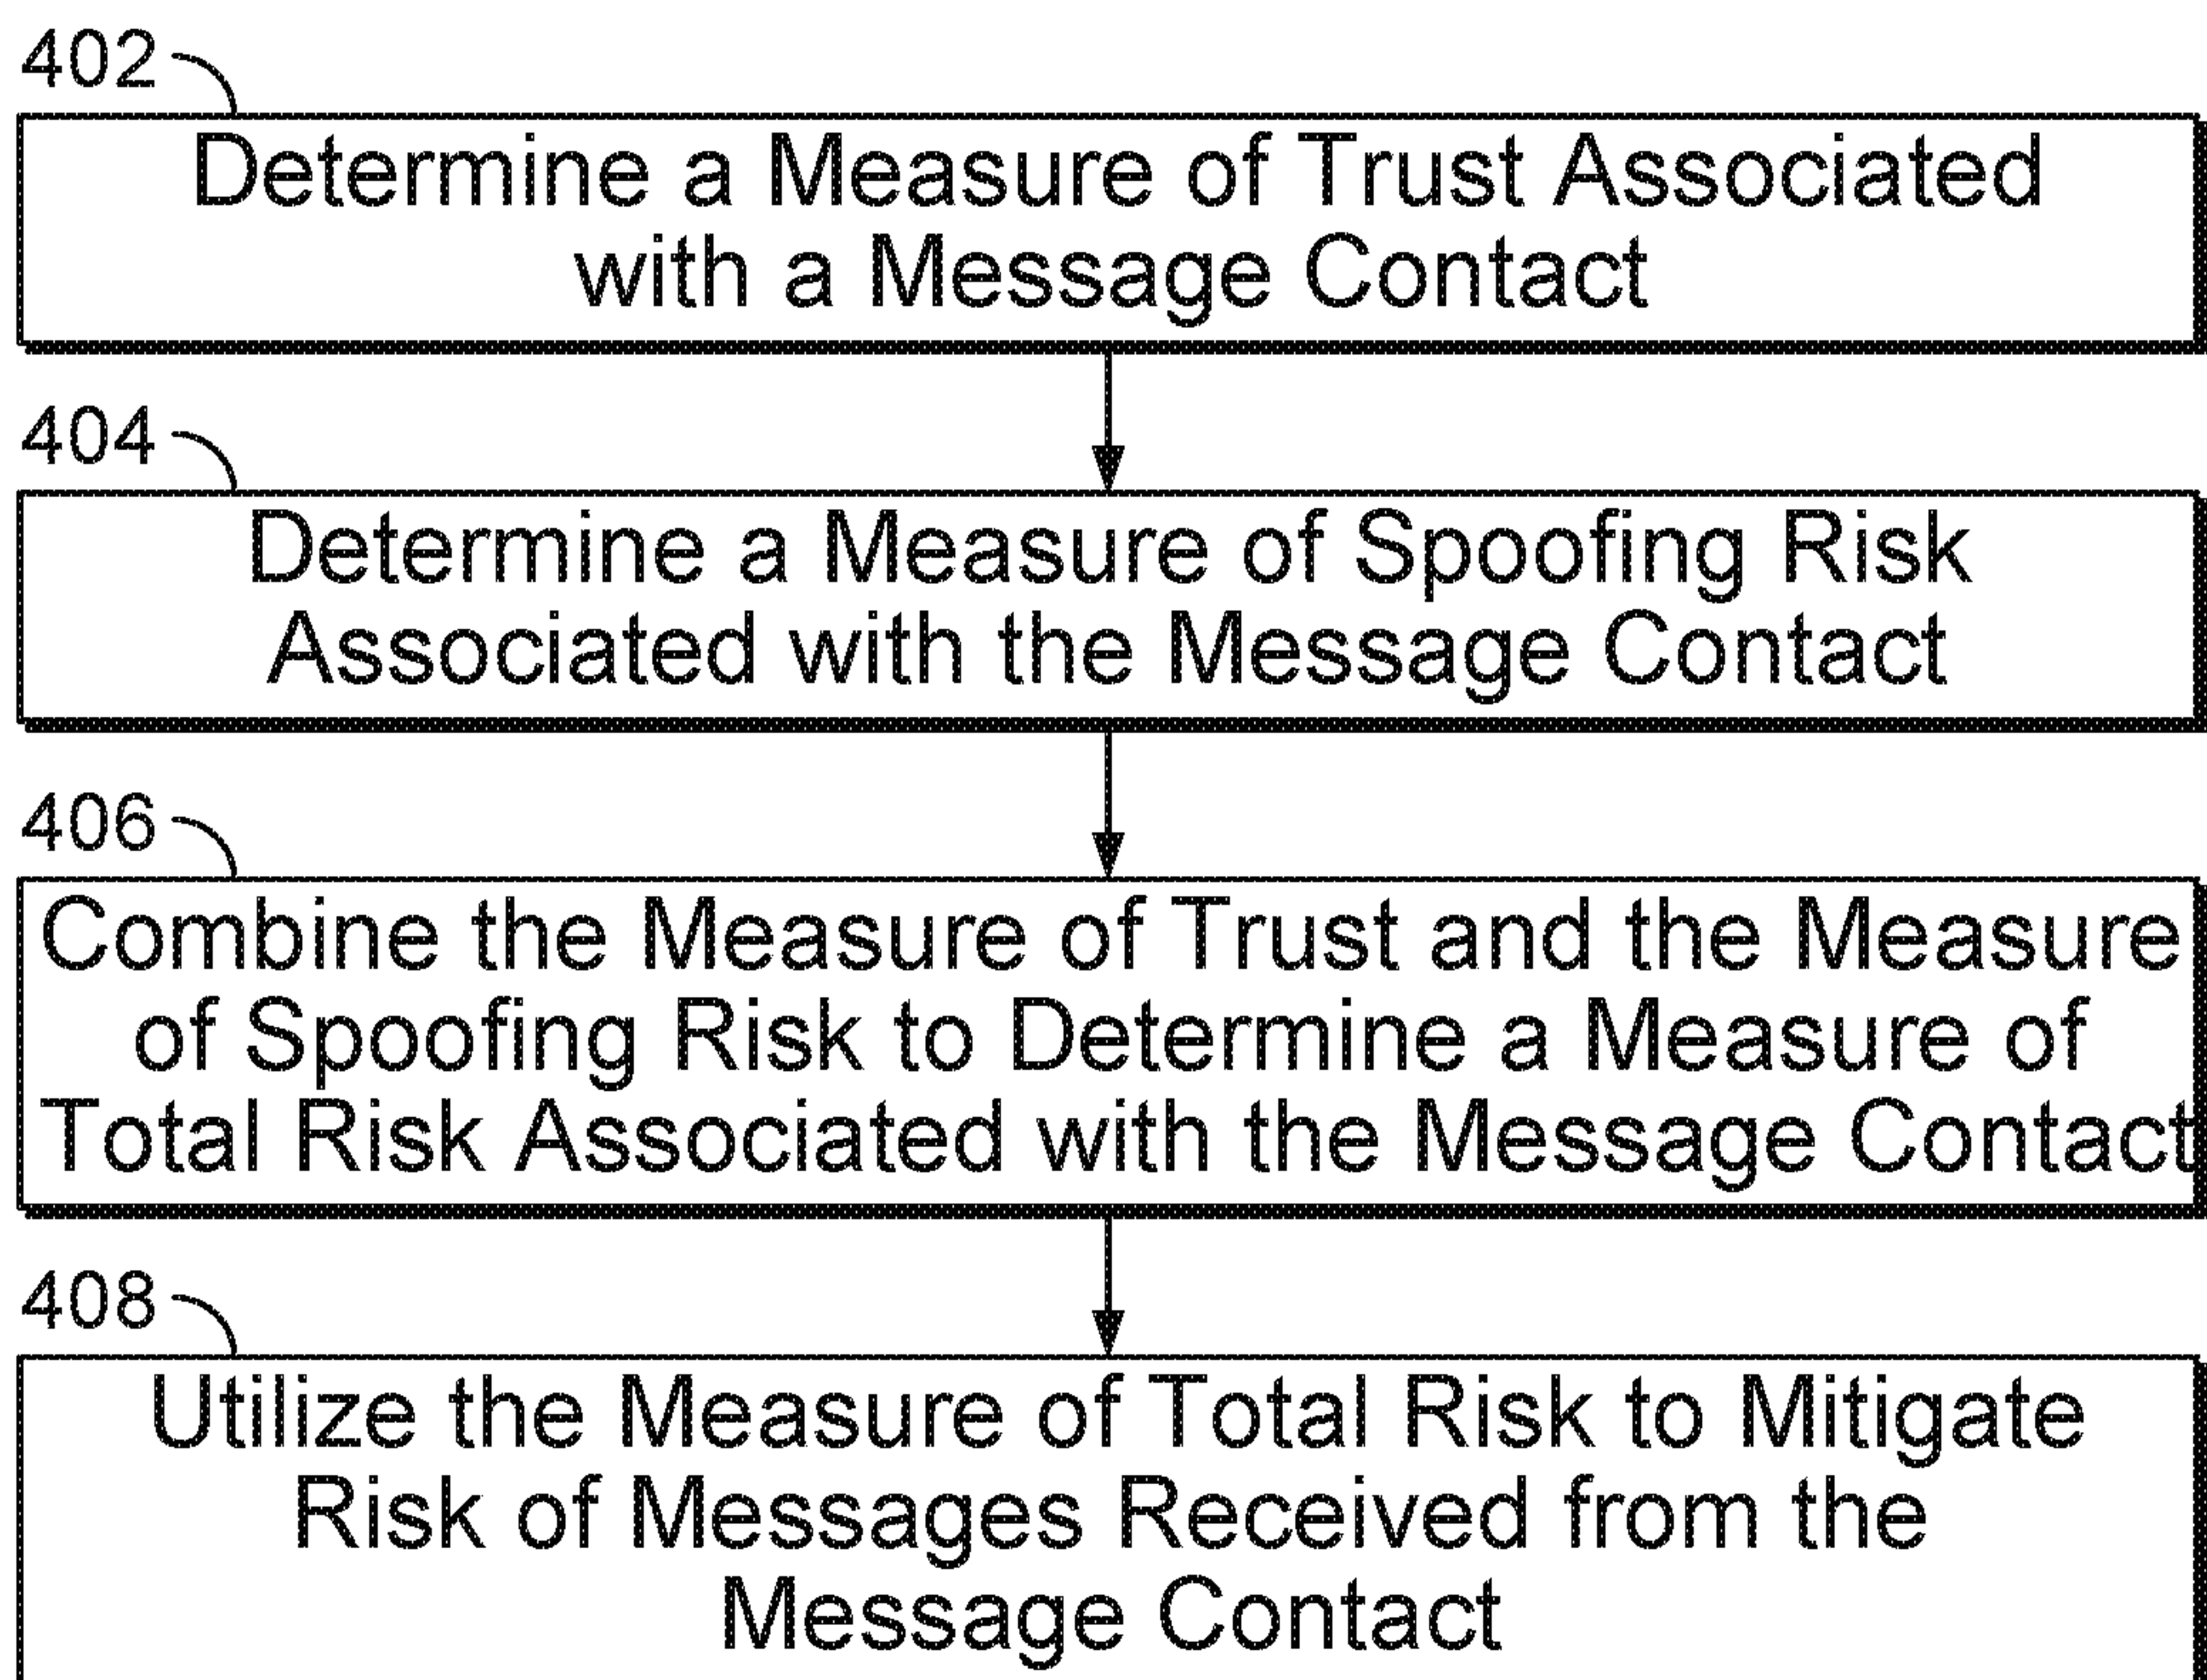 402
Determine a Measure of Trust Associated
with a Message Contact
404
Determine a Measure of Spoofing Risk
Associated with the Message Contact
406
Combine the Measure of Trust and the Measure
of Spoofing Risk to Determine a Measure of
Total Risk Associated with the Message Contact
408
Utilize the Measure of Total Risk to Mitigate
Risk of Messages Received from the
Message Contact